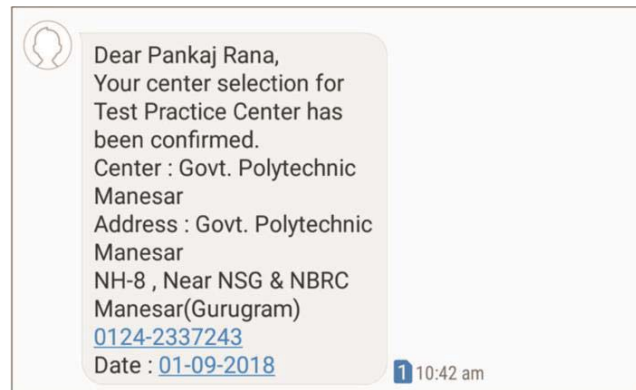 Dear Pankaj Rana,
Your center selection for
Test Practice Center has
been confirmed.
Center : Govt. Polytechnic
Manesar
Address : Govt. Polytechnic
Manesar
NH-8 , Near NSG & NBRC
Manesar(Gurugram)
0124-2337243
Date : 01-09-2018
1 10:42 am